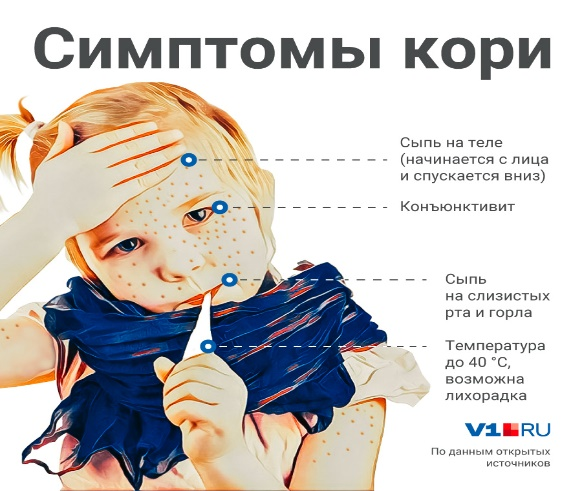 Симптомы кори
Сыпь на теле
(начинается с лица
и спускается вниз)
Конъюнктивит
Сыпь
на слизистых
рта и горла
Температура
до 40 °C,
возможна
лихорадка
V1.RU
По данным открытых
источников